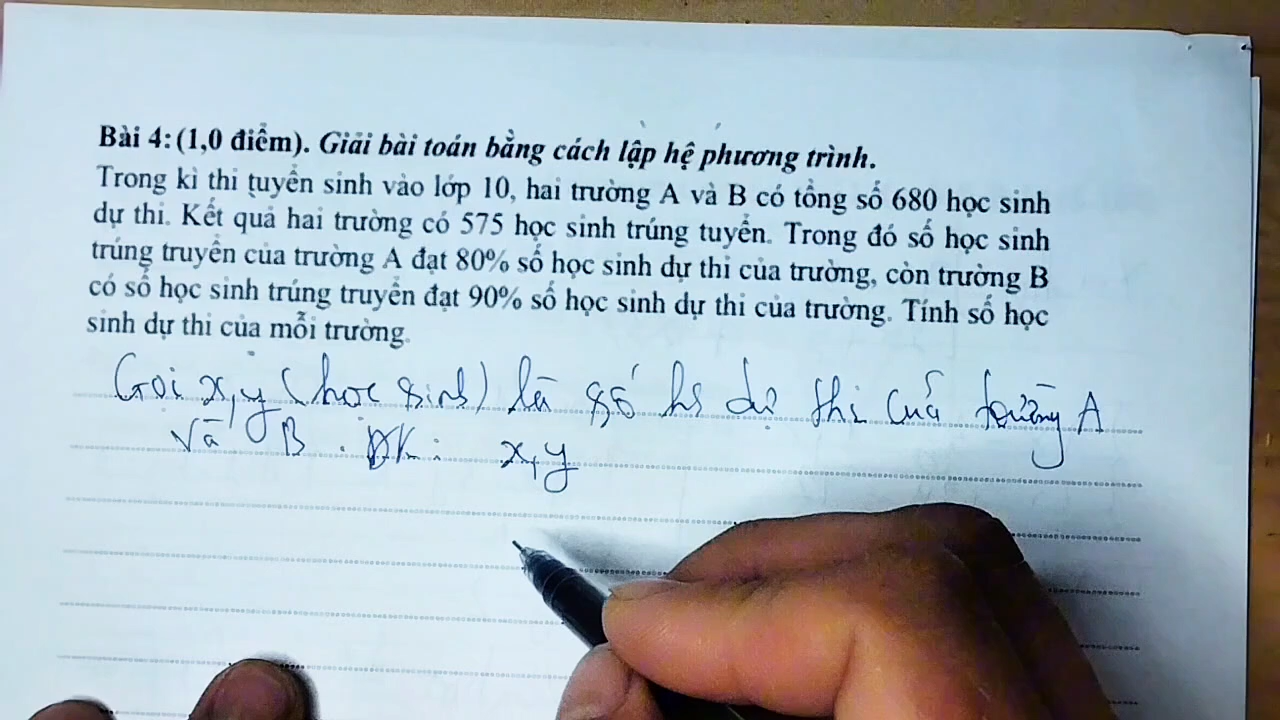 Bài 4: (1,0 điểm). Giải bài toán bằng cách lập hệ phương trình.
Trong kì thi tuyển sinh vào lớp 10, hai trường A và B có tổng số 680 học sinh
dự thi. Kết quả hai trường có 575 học sinh trúng tuyển. Trong đó số học sinh
trúng truyển của trường A đạt 80% số học sinh dự thi của trường, còn trường B
có số học sinh trúng truyển đạt 90% số học sinh dự thi của trường. Tính số học
sinh dự thi của mỗi trường.
Gọi x,y (học sinh) là số hs dự thi của trường A
và B . ĐK: x,y